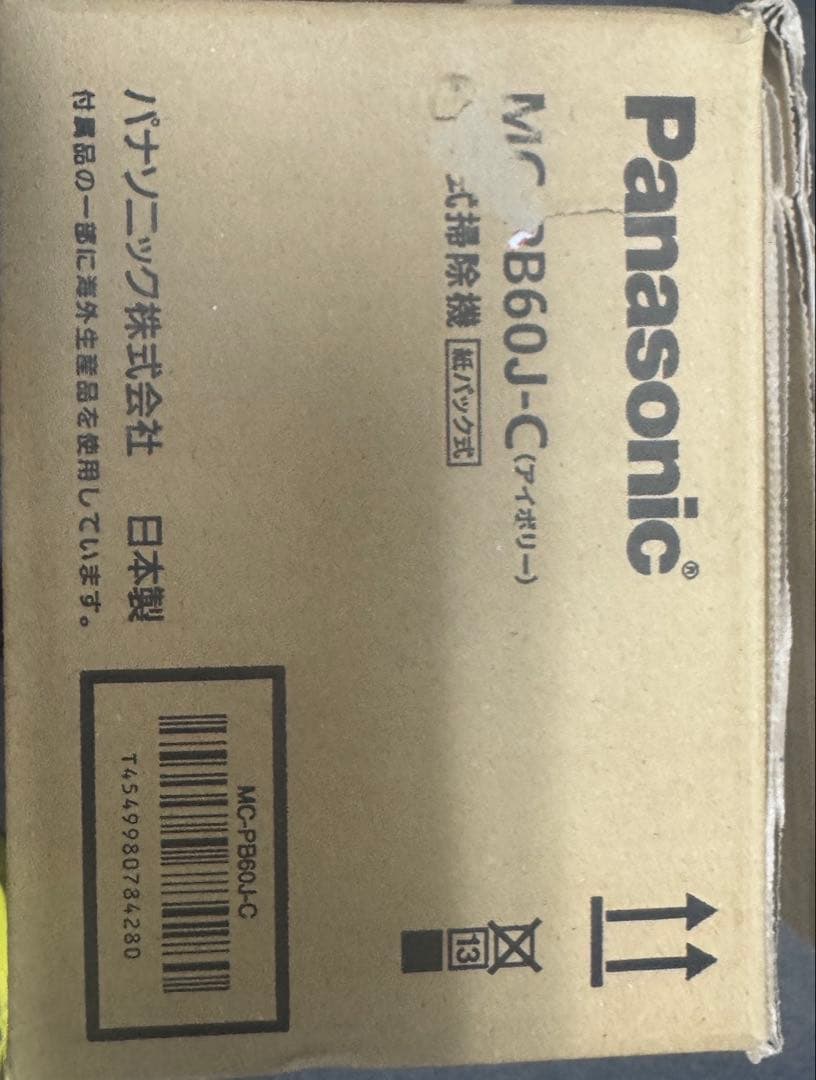 Panasonic®
MC-PB60J-C(アイボリー)
式掃除機 紙パック式
パナソニック株式会社 日本製
付属品の一部に海外生産品を使用しています。
13
MC-PB60J-C
T4549980784280